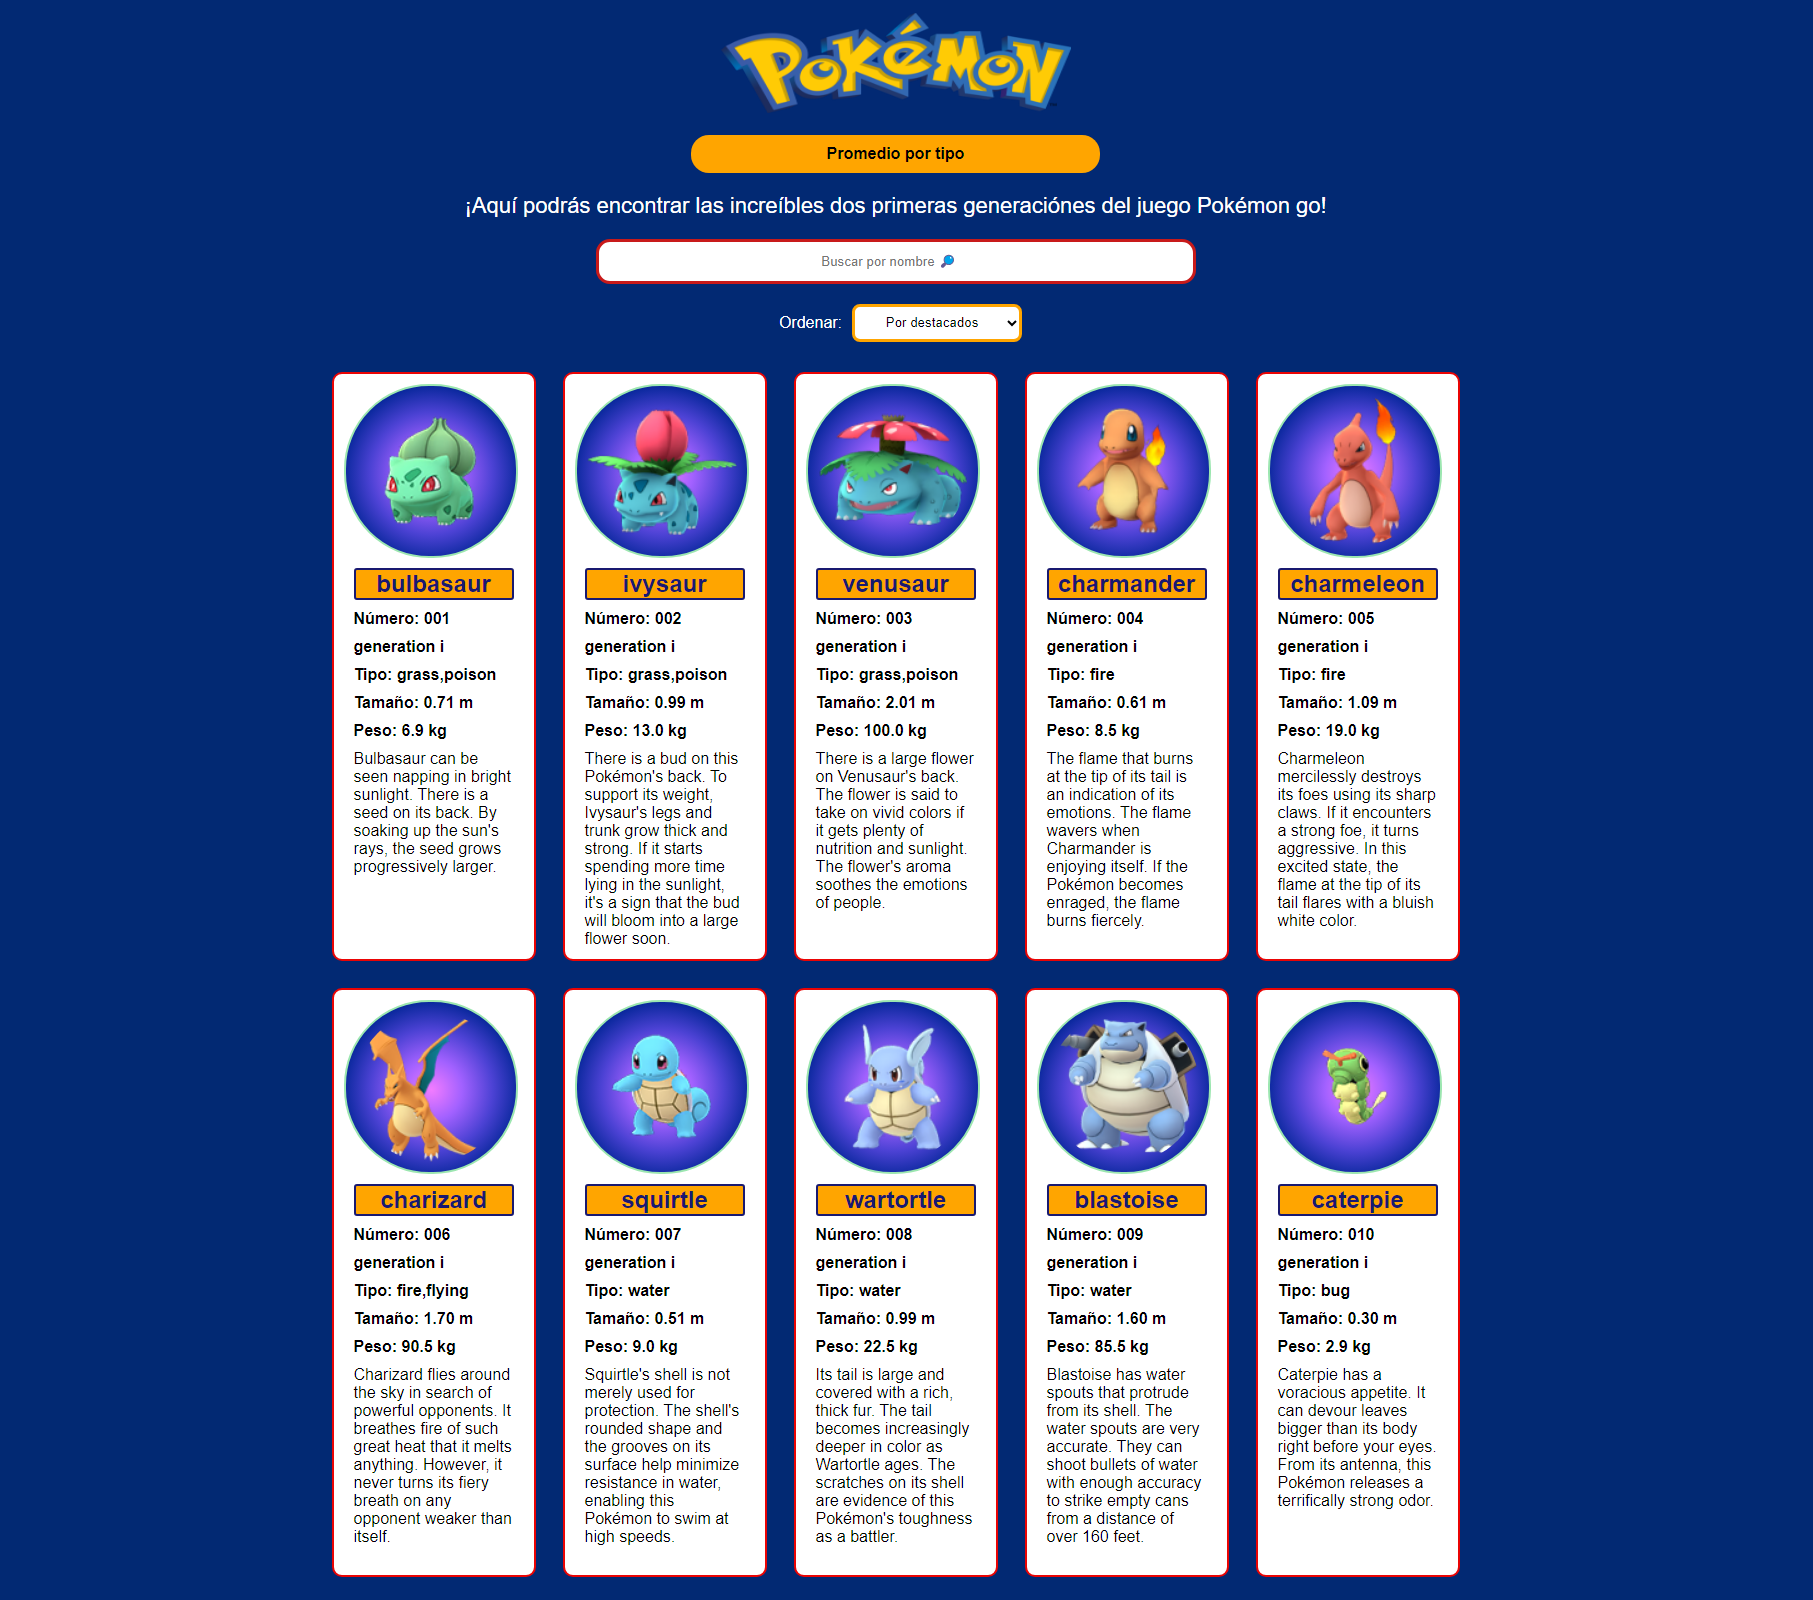 POKéMON
Promedio por tipo
¡Aquí podrás encontrar las increíbles dos primeras generaciónes del juego Pokémon go!
Buscar por nombre 🔎
Ordenar: Por destacados
bulbasaur
Número: 001
generation i
Tipo: grass,poison
Tamaño: 0.71 m
Peso: 6.9 kg
Bulbasaur can be
seen napping in bright
sunlight. There is a
seed on its back. By
soaking up the sun's
rays, the seed grows
progressively larger.
ivysaur
Número: 002
generation i
Tipo: grass,poison
Tamaño: 0.99 m
Peso: 13.0 kg
There is a bud on this
Pokémon's back. To
support its weight,
Ivysaur's legs and
trunk grow thick and
strong. If it starts
spending more time
lying in the sunlight,
it's a sign that the bud
will bloom into a large
flower soon.
venusaur
Número: 003
generation i
Tipo: grass,poison
Tamaño: 2.01 m
Peso: 100.0 kg
There is a large flower
on Venusaur's back.
The flower is said to
take on vivid colors if
it gets plenty of
nutrition and sunlight.
The flower's aroma
soothes the emotions
of people.
charmander
Número: 004
generation i
Tipo: fire
Tamaño: 0.61 m
Peso: 8.5 kg
The flame that burns
at the tip of its tail is
an indication of its
emotions. The flame
wavers when
Charmander is
enjoying itself. If the
Pokémon becomes
enraged, the flame
burns fiercely.
charmeleon
Número: 005
generation i
Tipo: fire
Tamaño: 1.09 m
Peso: 19.0 kg
Charmeleon
mercilessly destroys
its foes using its sharp
claws. If it encounters
a strong foe, it turns
aggressive. In this
excited state, the
flame at the tip of its
tail flares with a bluish
white color.
charizard
Número: 006
generation i
Tipo: fire,flying
Tamaño: 1.70 m
Peso: 90.5 kg
Charizard flies around
the sky in search of
powerful opponents. It
breathes fire of such
great heat that it melts
anything. However, it
never turns its fiery
breath on any
opponent weaker than
itself.
squirtle
Número: 007
generation i
Tipo: water
Tamaño: 0.51 m
Peso: 9.0 kg
Squirtle's shell is not
merely used for
protection. The shell's
rounded shape and
the grooves on its
surface help minimize
resistance in water,
enabling this
Pokémon to swim at
high speeds.
wartortle
Número: 008
generation i
Tipo: water
Tamaño: 0.99 m
Peso: 22.5 kg
Its tail is large and
covered with a rich,
thick fur. The tail
becomes increasingly
deeper in color as
Wartortle ages. The
scratches on its shell
are evidence of this
Pokémon's toughness
as a battler.
blastoise
Número: 009
generation i
Tipo: water
Tamaño: 1.60 m
Peso: 85.5 kg
Blastoise has water
spouts that protrude
from its shell. The
water spouts are very
accurate. They can
shoot bullets of water
with enough accuracy
to strike empty cans
from a distance of
over 160 feet.
caterpie
Número: 010
generation i
Tipo: bug
Tamaño: 0.30 m
Peso: 2.9 kg
Caterpie has a
voracious appetite. It
can devour leaves
bigger than its body
right before your eyes.
From its antenna, this
Pokémon releases a
terrifically strong odor.